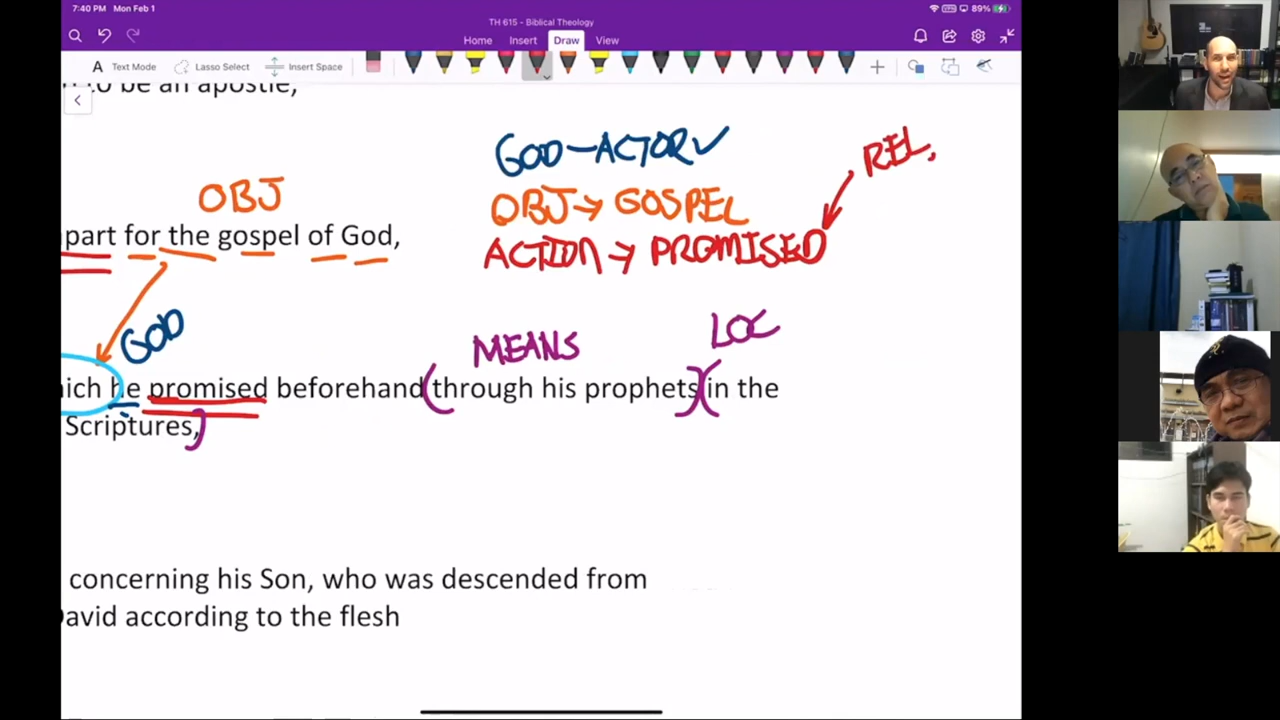 7:40 PM Mon Feb 1
89%
TH 615 - Biblical Theology
Home Insert Draw View
A Text Mode Lasso Select Insert Space
to be an apostle,
REL.
GOD - ACTOR ✓
OBJ
OBJ → GOSPEL
part for the gospel of God,
ACTION → PROMISED
GOD
MEANS
LOC
he promised beforehand (through his prophets) (in the
Scriptures,)
concerning his Son, who was descended from
David according to the flesh